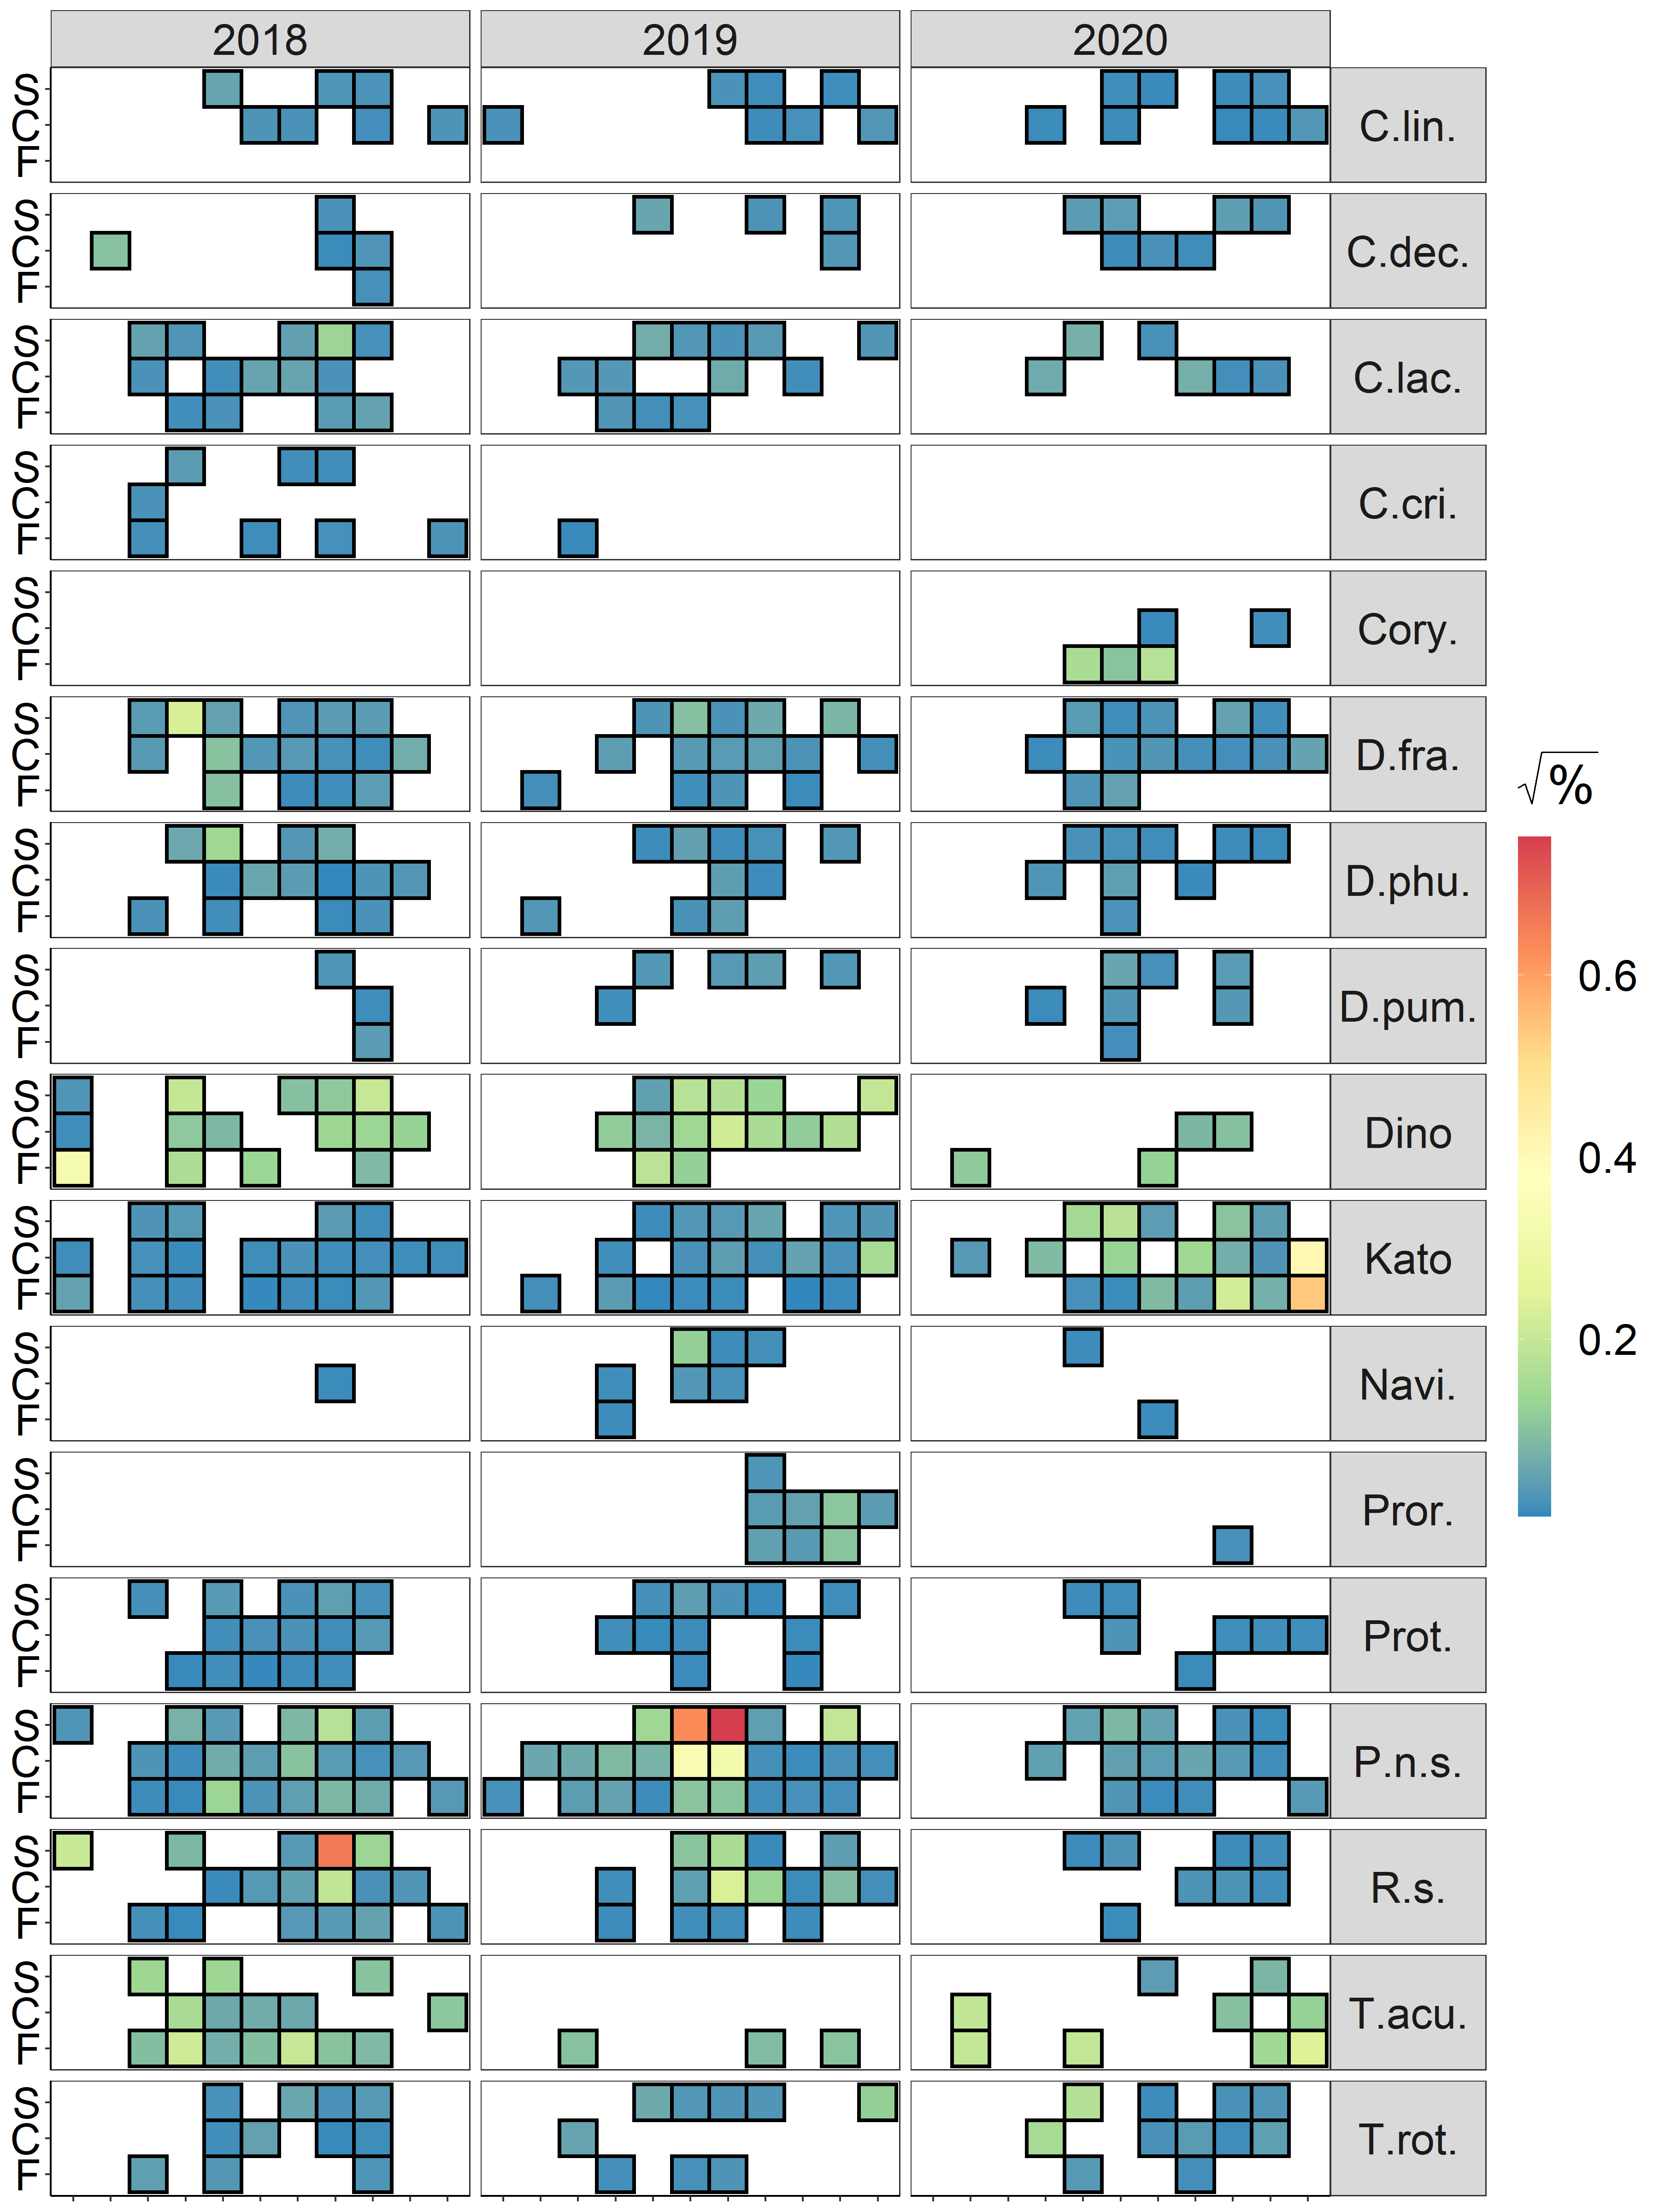 2018 2019 2020
S
C C.lin.
F
S
C C.dec.
F
S
C C.lac.
F
S
C C.cri.
F
S
C Cory.
F
S
C D.fra.
F
S
C D.phu.
F
S
C D.pum.
F
S
C Dino
F
S
C Kato
F
S
C Navi.
F
S
C Pror.
F
S
C Prot.
F
S
C P.n.s.
F
S
C R.s.
F
S
C T.acu.
F
S
C T.rot.
F
√%
0.6
0.4
0.2